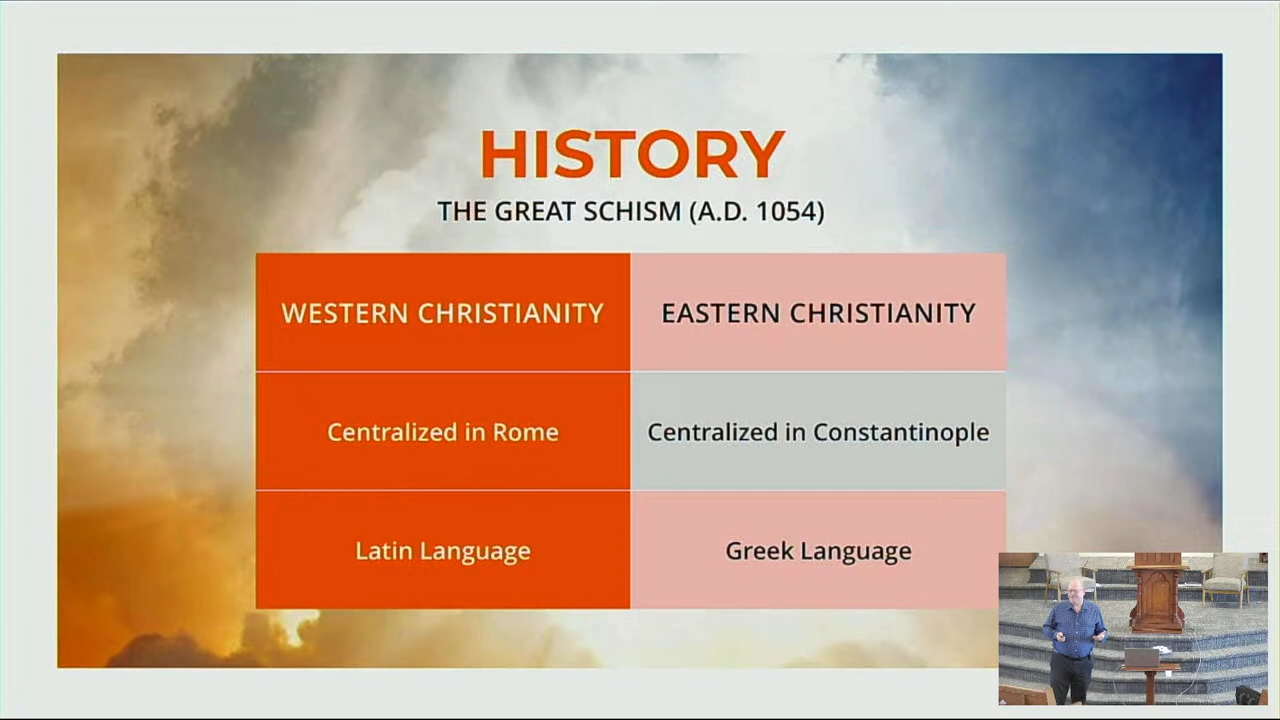 HISTORY
THE GREAT SCHISM (A.D. 1054)
WESTERN CHRISTIANITY
EASTERN CHRISTIANITY
Centralized in Rome
Centralized in Constantinople
Latin Language
Greek Language